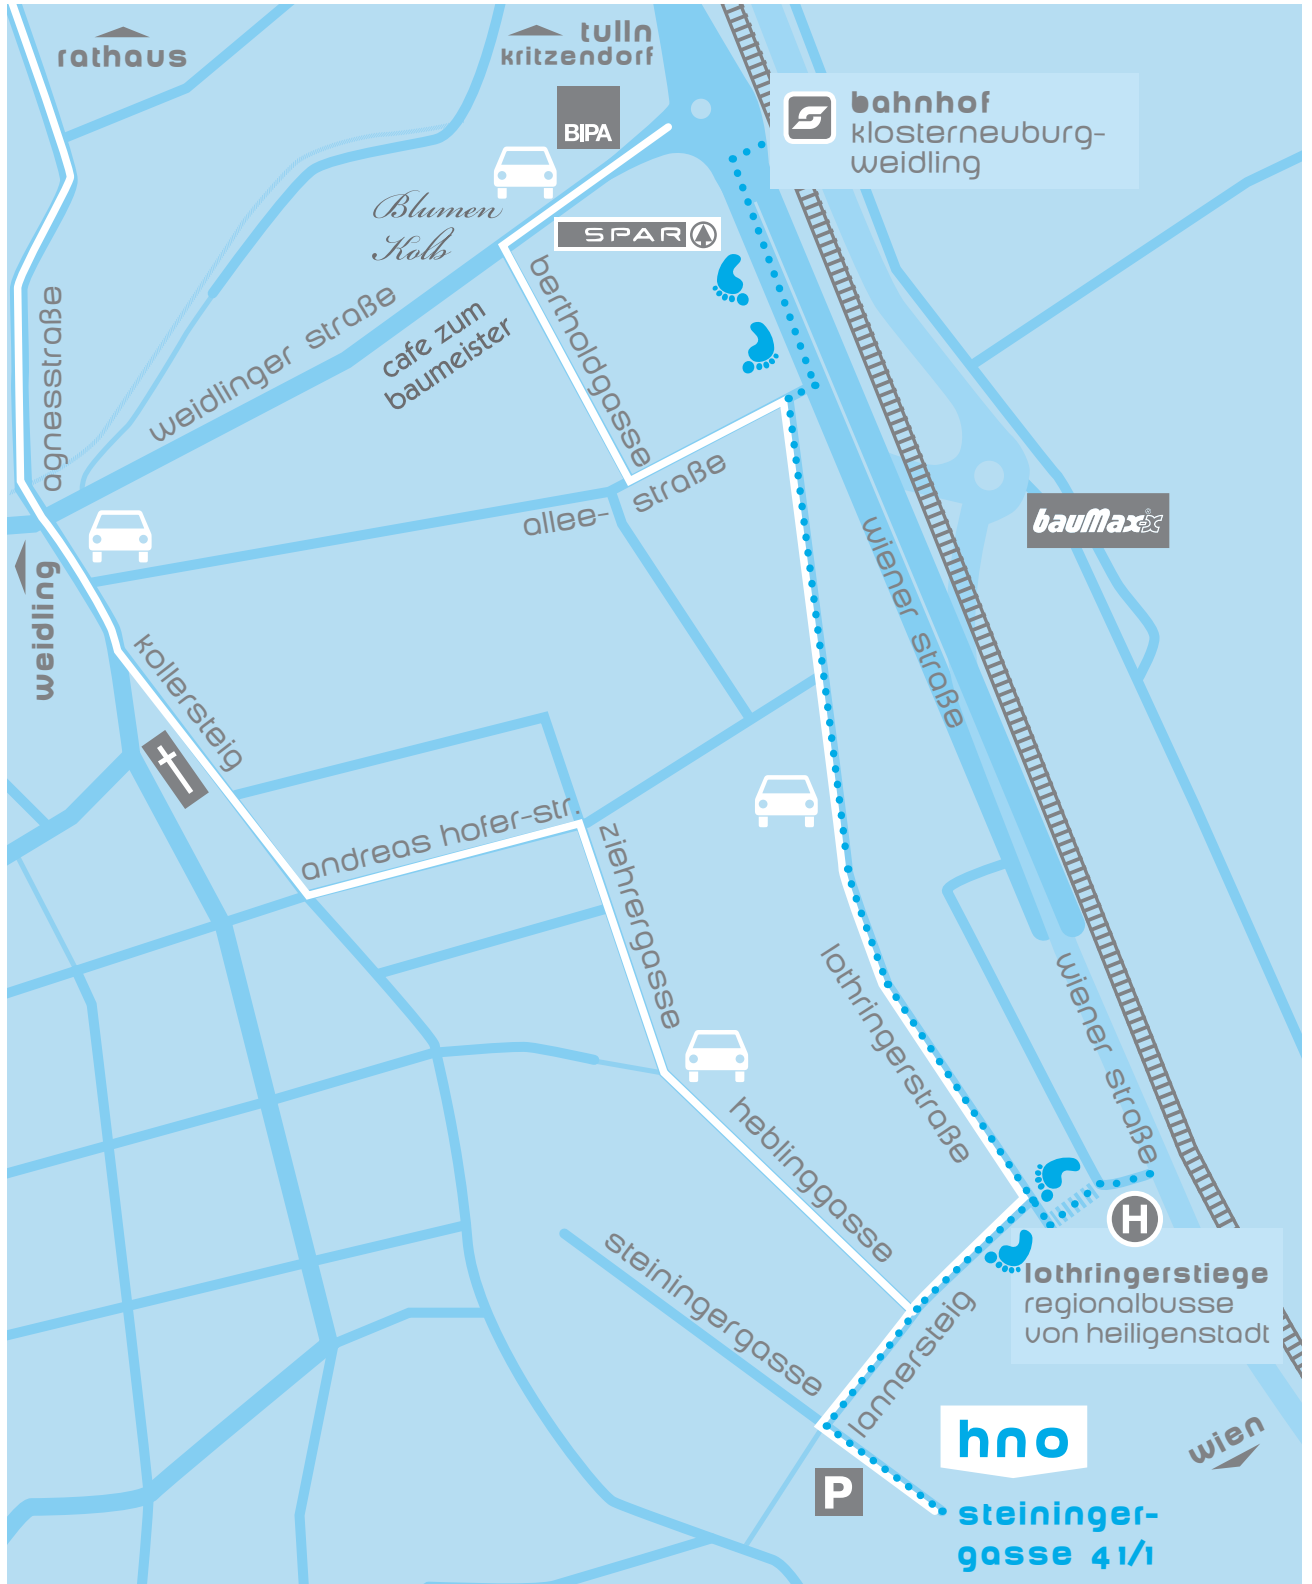 rathaus
tulln
kritzendorf
BIPA
bahnhof
klosterneuburg-
weidling
Blumen
Kolb
SPAR
bertholdgasse
agnesstraße
weidlinger straße
cafe zum
baumeister
allee-
straße
bauMax
wiener straße
weidling
kollersteig
andreas hofer-str.
ziehrergasse
lothringerstraße
wiener straße
heblinggasse
H
steiningergasse
lannersteig
lothringerstiege
regionalbusse
von heiligenstadt
hno
wien
P
steininger-
gasse 41/1